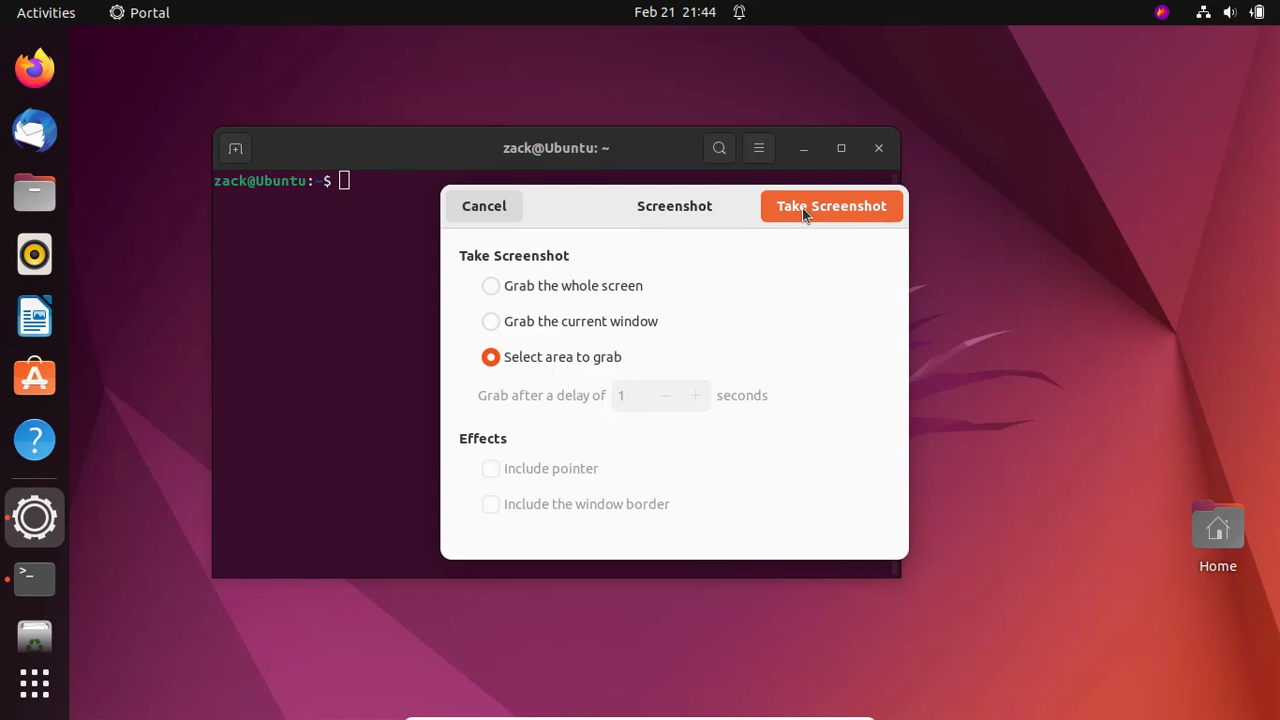 Activities
Portal
Feb 21 21:44
zack@Ubuntu: ~
zack@Ubuntu:~$
Cancel
Screenshot
Take Screenshot
Take Screenshot
Grab the whole screen
Grab the current window
Select area to grab
Grab after a delay of 1 − + seconds
Effects
Include pointer
Include the window border
>_
?
Home